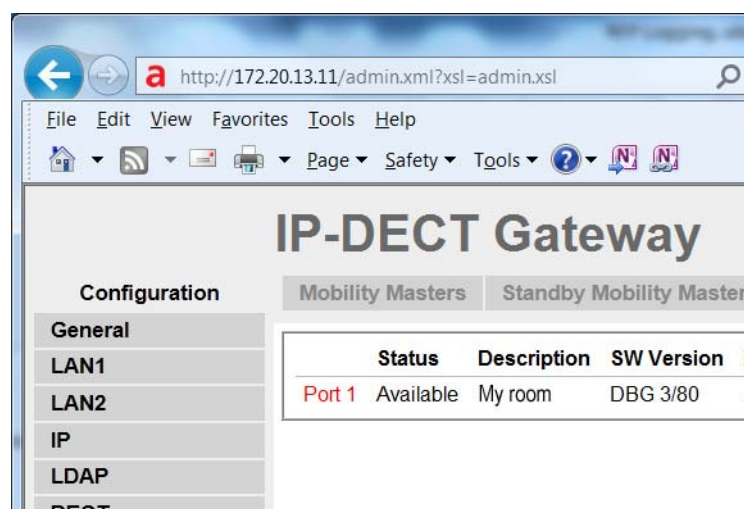 a http://172.20.13.11/admin.xml?xsl=admin.xsl
File Edit View Favorites Tools Help
Page Safety Tools ? N N
IP-DECT Gateway
Configuration Mobility Masters Standby Mobility Master
General
Status Description SW Version
LAN1
Port 1 Available My room DBG 3/80
LAN2
IP
LDAP
DECT